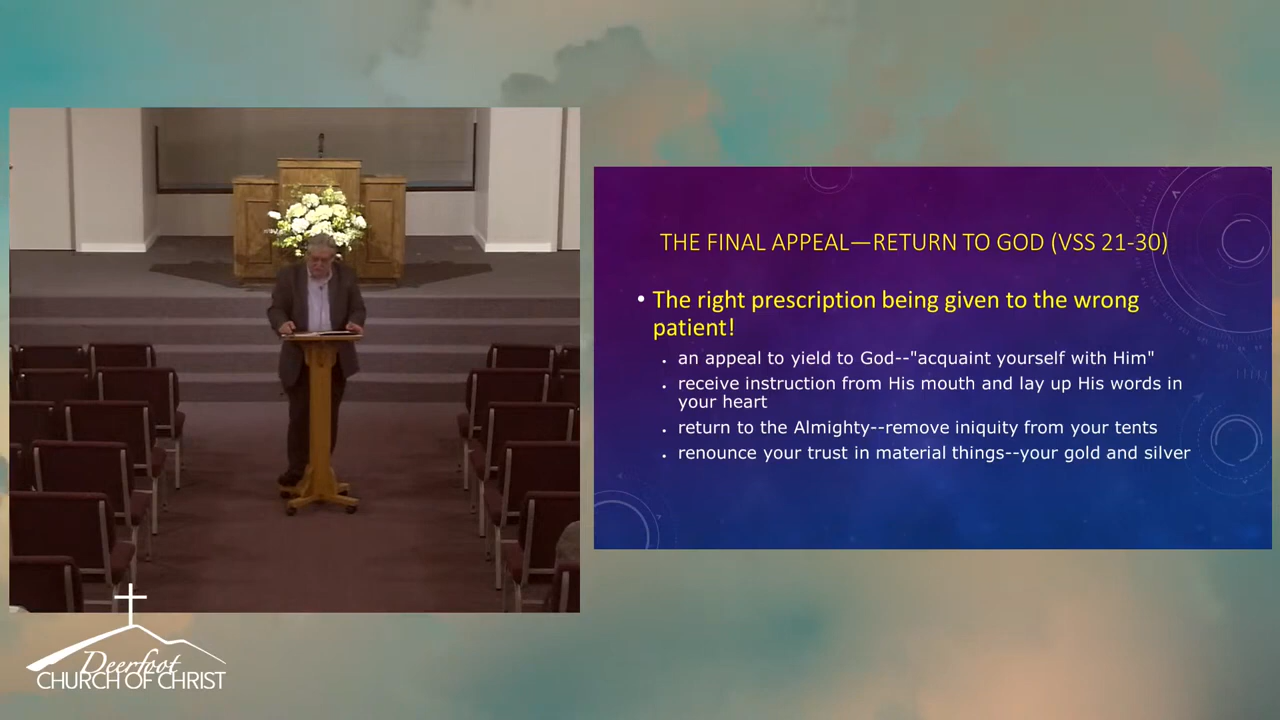 THE FINAL APPEAL—RETURN TO GOD (VSS 21-30)
• The right prescription being given to the wrong
patient!
• an appeal to yield to God--"acquaint yourself with Him"
• receive instruction from His mouth and lay up His words in
your heart
• return to the Almighty--remove iniquity from your tents
• renounce your trust in material things--your gold and silver
Deerfoot
CHURCH OF CHRIST